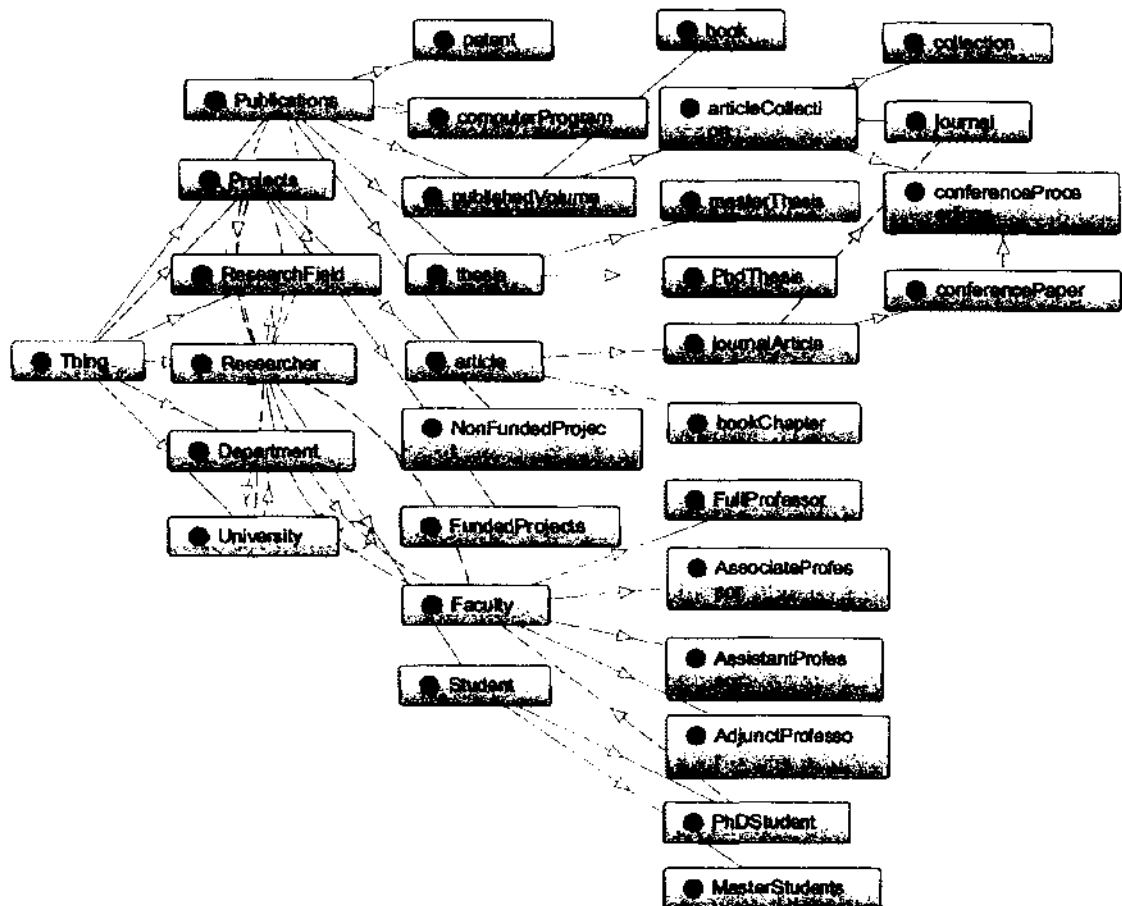 patent
book
collection
Publications
computerProgram
articleCollecti
on
journal
Projects
publishedVolume
masterThesis
conferenceProce
edings
ResearchField
thesis
PhdThesis
conferencePaper
Thing
Researcher
article
journalArticle
Department
NonFundedProjec
bookChapter
University
FundedProjects
FullProfessor
Faculty
AssociateProfes
sor
Student
AssistantProfes
AdjunctProfesso
r
PhDStudent
MasterStudents